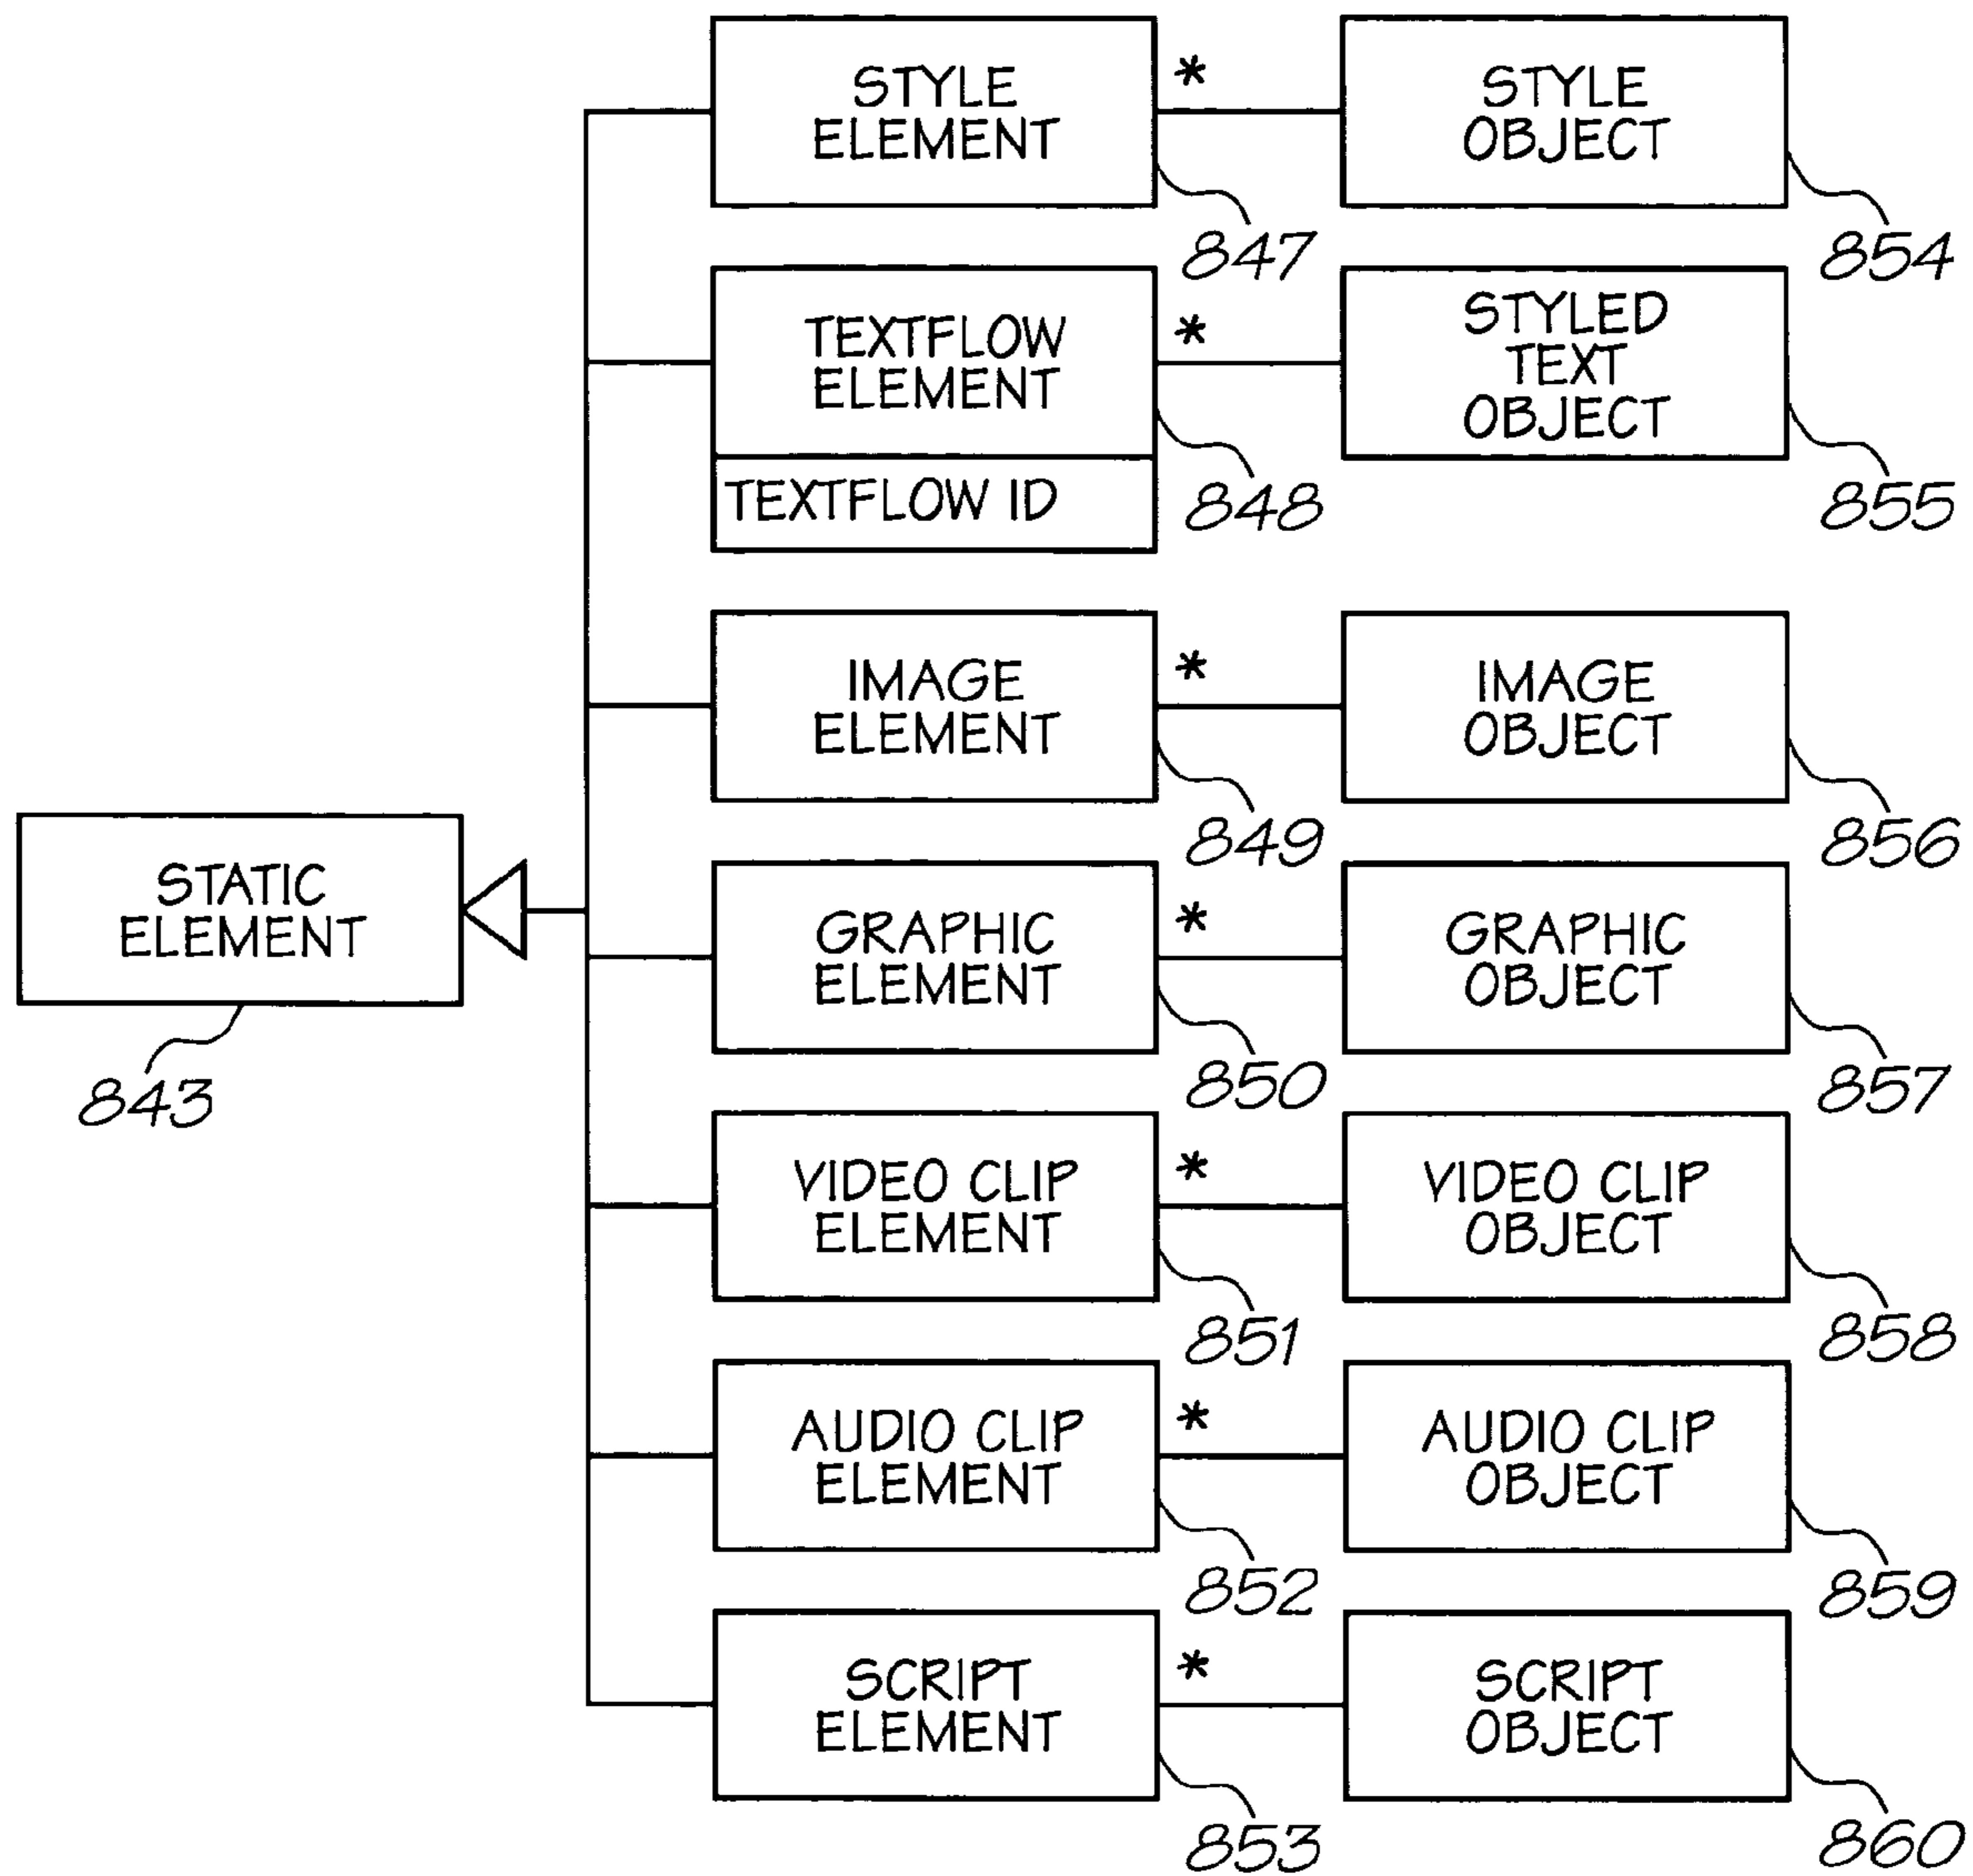 STYLE
ELEMENT
*
STYLE
OBJECT
847
854
TEXTFLOW
ELEMENT
TEXTFLOW ID
*
STYLED
TEXT
OBJECT
848
855
IMAGE
ELEMENT
*
IMAGE
OBJECT
849
856
STATIC
ELEMENT
843
GRAPHIC
ELEMENT
*
GRAPHIC
OBJECT
850
857
VIDEO CLIP
ELEMENT
*
VIDEO CLIP
OBJECT
851
858
AUDIO CLIP
ELEMENT
*
AUDIO CLIP
OBJECT
852
859
SCRIPT
ELEMENT
*
SCRIPT
OBJECT
853
860